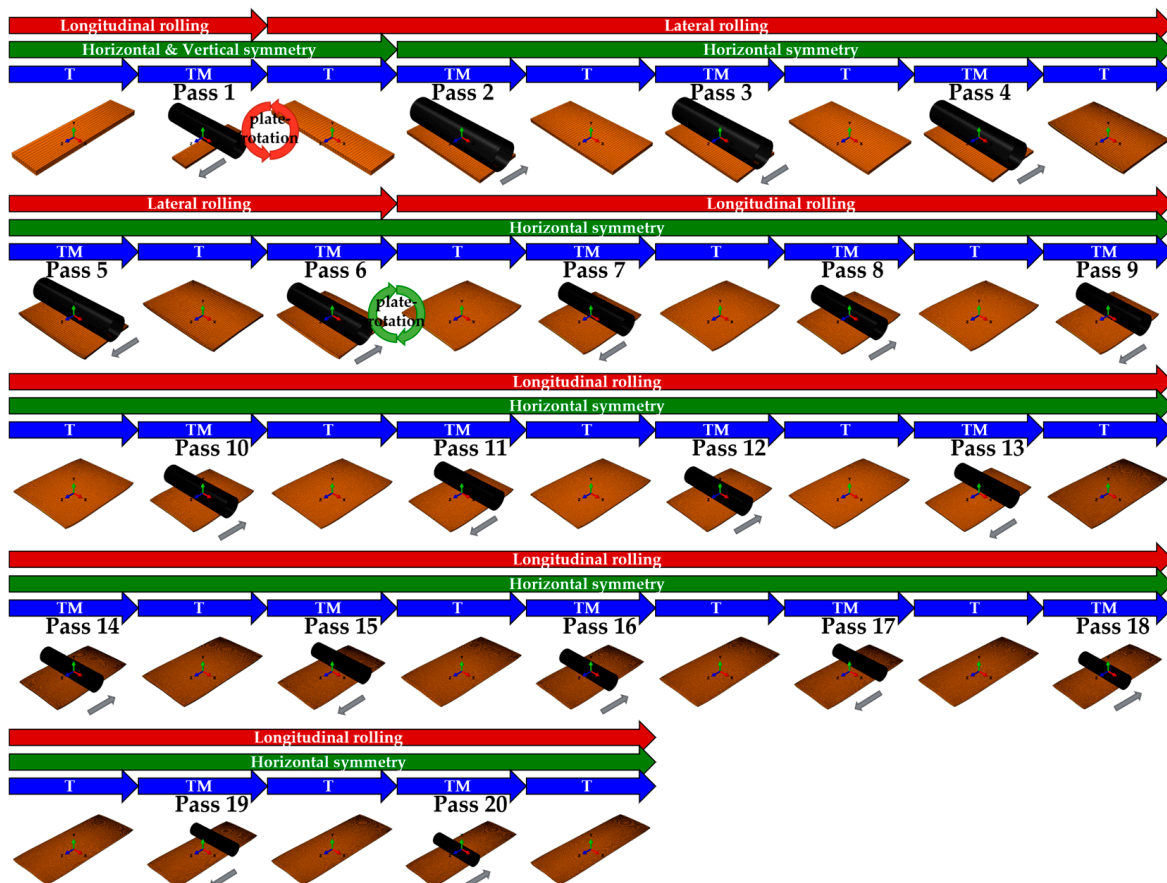 Longitudinal rolling Lateral rolling
Horizontal & Vertical symmetry Horizontal symmetry
T TM T TM T TM T TM T
Pass 1 Pass 2 Pass 3 Pass 4
plate-
rotation
Lateral rolling Longitudinal rolling
Horizontal symmetry
TM T TM T TM T TM T TM
Pass 5 Pass 6 Pass 7 Pass 8 Pass 9
plate-
rotation
Longitudinal rolling
Horizontal symmetry
T TM T TM T TM T TM T
Pass 10 Pass 11 Pass 12 Pass 13
Longitudinal rolling
Horizontal symmetry
TM T TM T TM T TM T TM
Pass 14 Pass 15 Pass 16 Pass 17 Pass 18
Longitudinal rolling
Horizontal symmetry
T TM T TM T
Pass 19 Pass 20